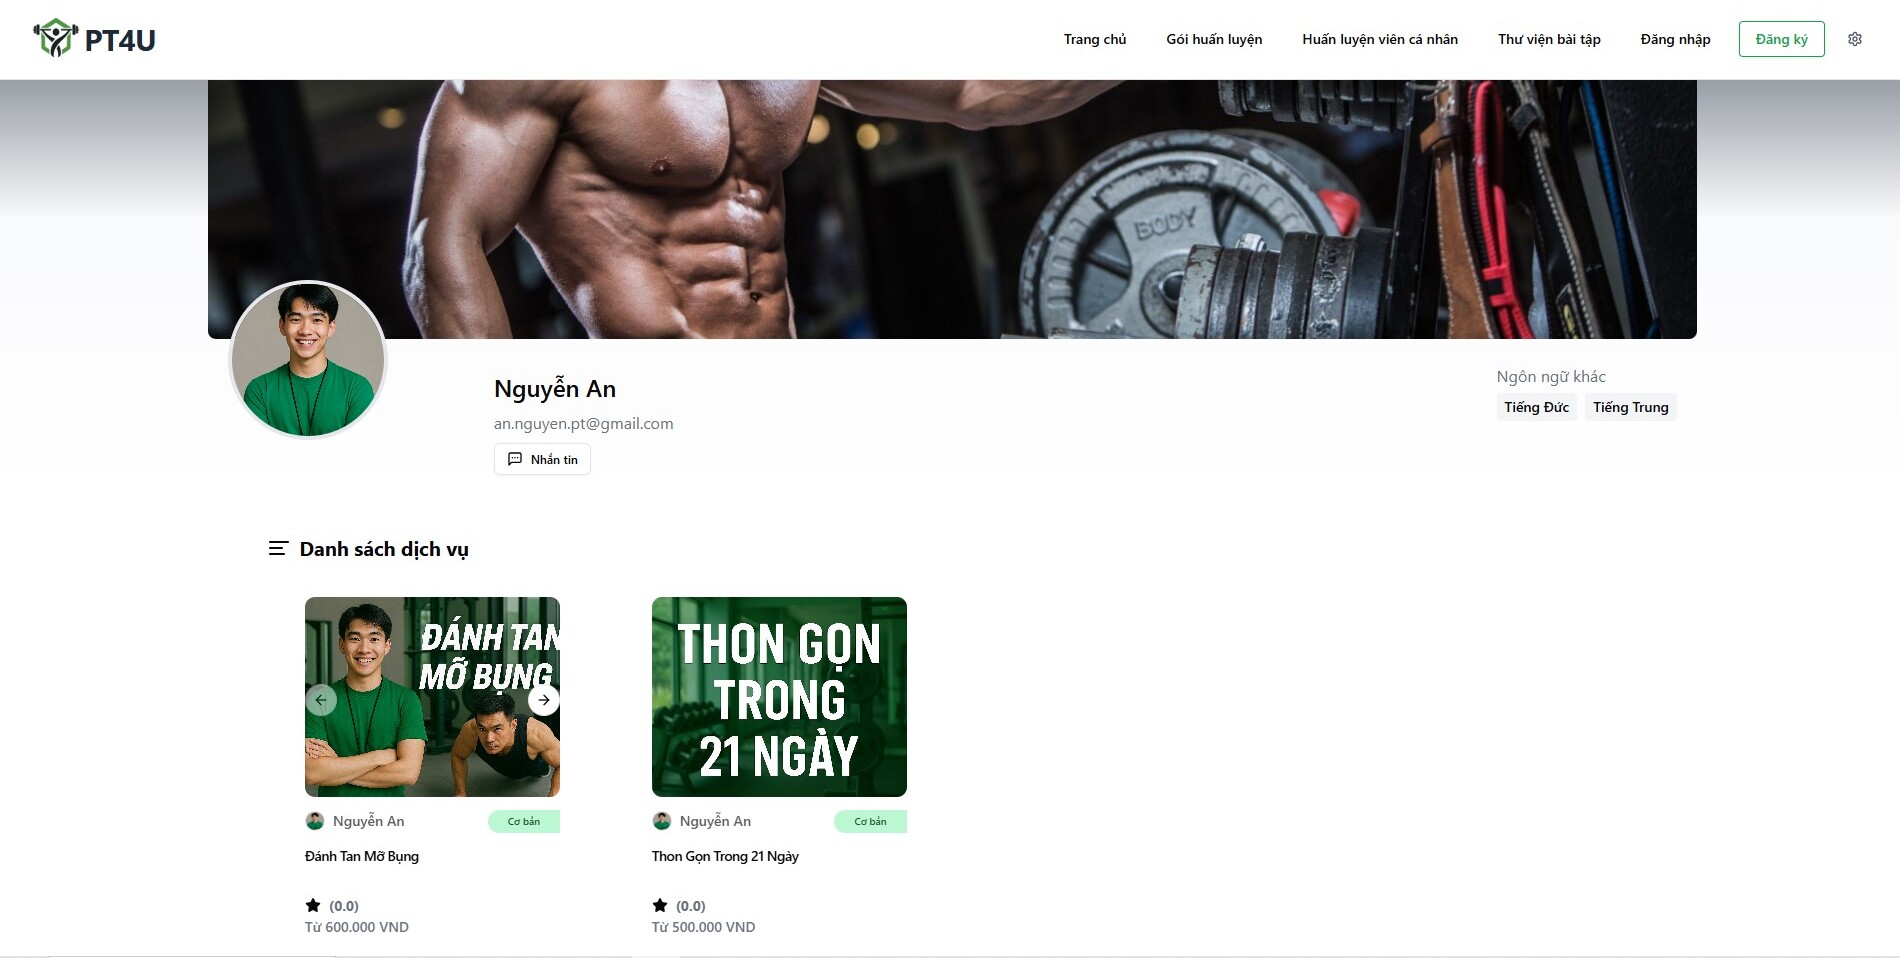 PT4U
Trang chủ
Gói huấn luyện
Huấn luyện viên cá nhân
Thư viện bài tập
Đăng nhập
Đăng ký
BODY
Nguyễn An
an.nguyen.pt@gmail.com
Nhắn tin
Ngôn ngữ khác
Tiếng Đức
Tiếng Trung
Danh sách dịch vụ
ĐÁNH TAN
MỠ BỤNG
Nguyễn An
Cơ bản
Đánh Tan Mỡ Bụng
(0.0)
Từ 600.000 VND
THON GỌN
TRONG
21 NGÀY
Nguyễn An
Cơ bản
Thon Gọn Trong 21 Ngày
(0.0)
Từ 500.000 VND